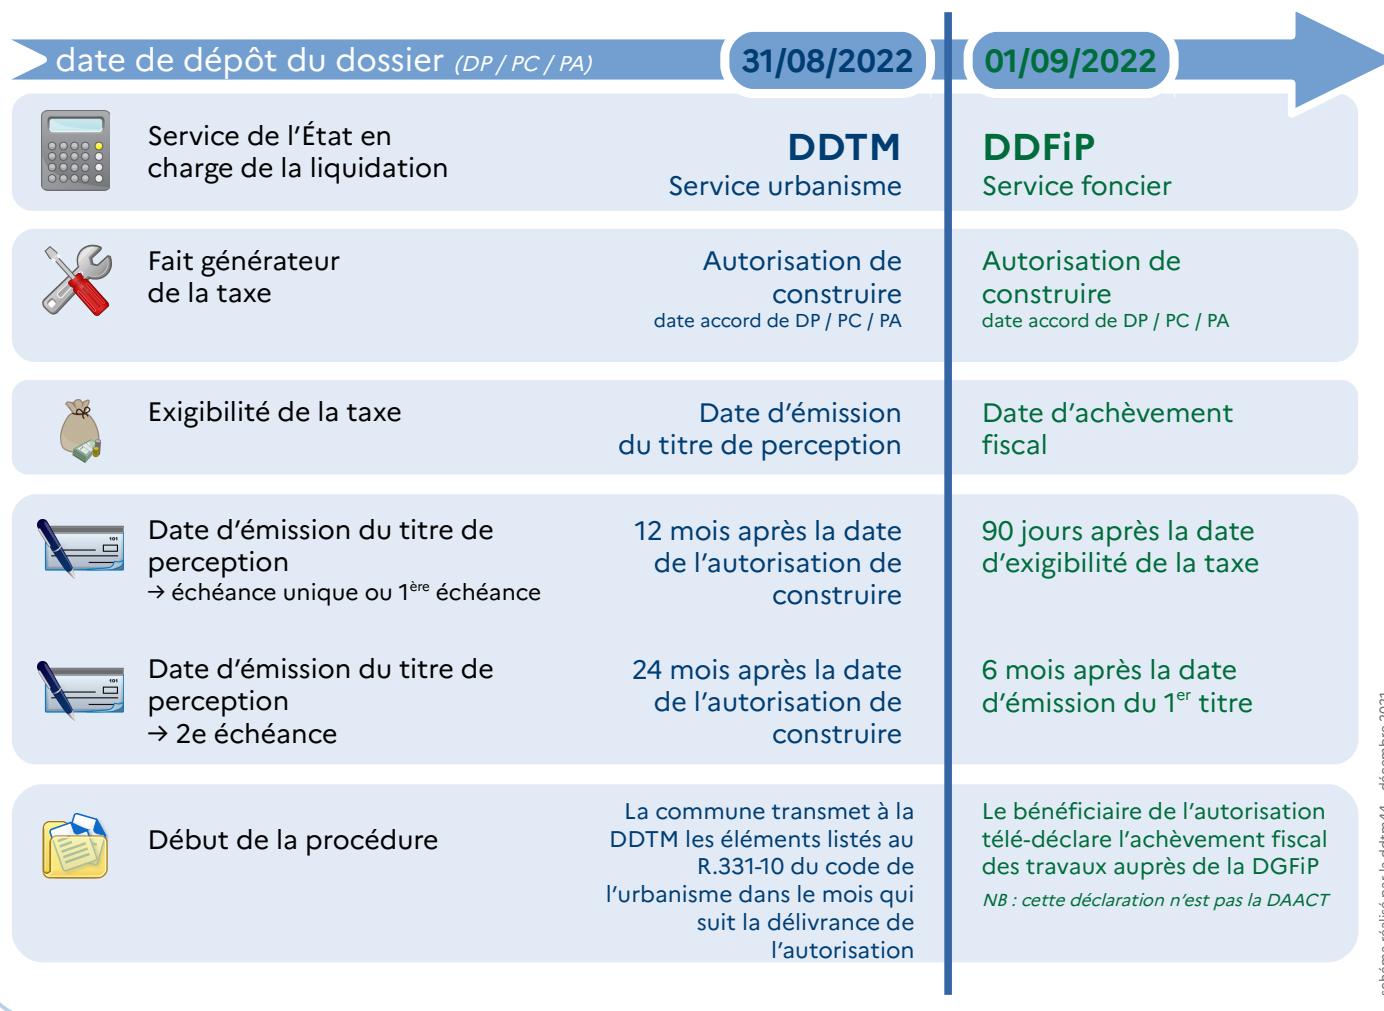 date de dépôt du dossier (DP / PC / PA)
31/08/2022
01/09/2022
Service de l'État en
charge de la liquidation
DDTM
Service urbanisme
DDFiP
Service foncier
Fait générateur
de la taxe
Autorisation de
construire
date accord de DP / PC / PA
Autorisation de
construire
date accord de DP / PC / PA
Exigibilité de la taxe
Date d'émission
du titre de perception
Date d'achèvement
fiscal
Date d'émission du titre de
perception
→ échéance unique ou 1ère échéance
12 mois après la date
de l'autorisation de
construire
90 jours après la date
d'exigibilité de la taxe
Date d'émission du titre de
perception
→ 2e échéance
24 mois après la date
de l'autorisation de
construire
6 mois après la date
d'émission du 1er titre
Début de la procédure
La commune transmet à la
DDTM les éléments listés au
R.331-10 du code de
l'urbanisme dans le mois qui
suit la délivrance de
l'autorisation
Le bénéficiaire de l'autorisation
télé-déclare l'achèvement fiscal
des travaux auprès de la DGFiP
NB : cette déclaration n'est pas la DAACT
schéma réalisé par la ddtm44 - décembre 2021